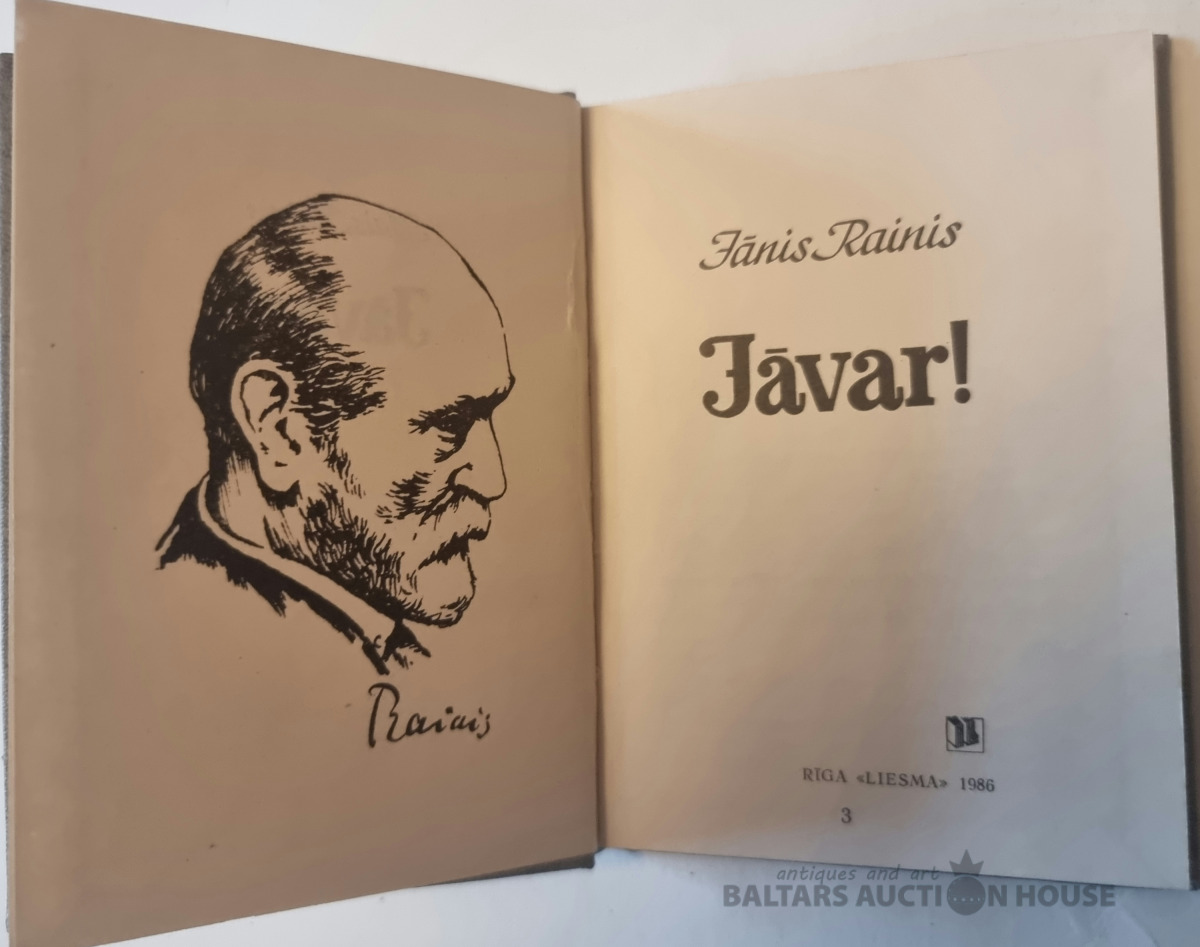 Rainis
Jānis Rainis
Jāvar!
RĪGA «LIESMA» 1986
3
antiques and art
BALTARS AUCTION HOUSE